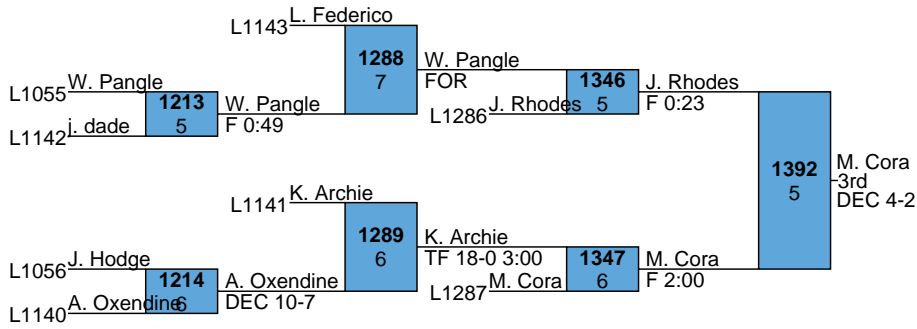 L. Federico
L1143
1288
7
W. Pangle
FOR
W. Pangle
L1055
1213
5
W. Pangle
F 0:49
j. dade
L1142
1346
5
J. Rhodes
L1286
J. Rhodes
F 0:23
1392
5
M. Cora
3rd
DEC 4-2
K. Archie
L1141
1289
6
K. Archie
TF 18-0 3:00
J. Hodge
L1056
1214
6
A. Oxendine
DEC 10-7
A. Oxendine
L1140
1347
6
M. Cora
L1287
M. Cora
F 2:00